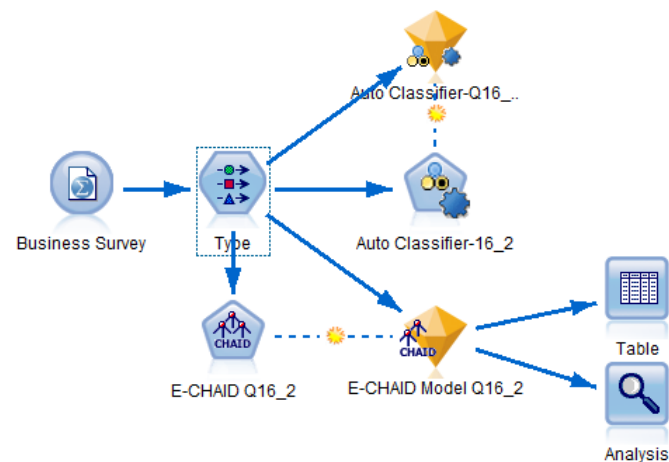 Auto Classifier-Q16_..
Business Survey
Type
Auto Classifier-16_2
CHAID
E-CHAID Q16_2
CHAID
E-CHAID Model Q16_2
Table
Analysis